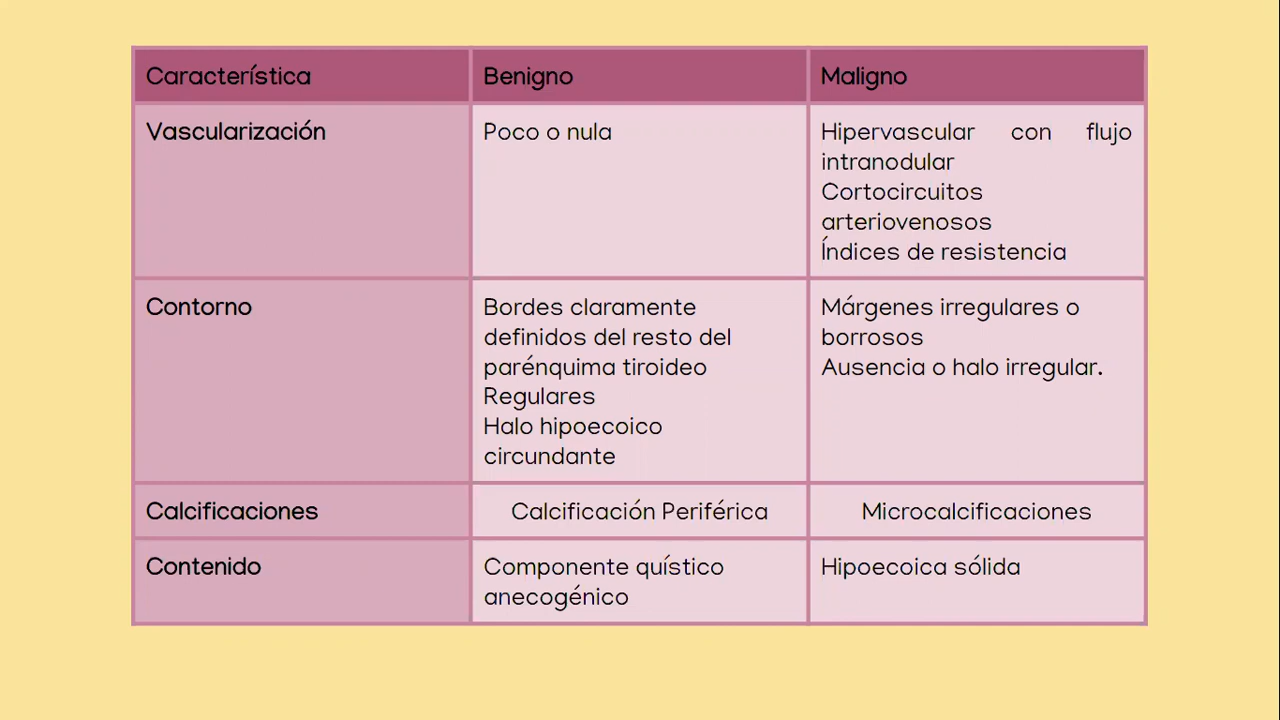 Característica
Benigno
Maligno
Vascularización
Poco o nula
Hipervascular con flujo
intranodular
Cortocircuitos
arteriovenosos
Índices de resistencia
Contorno
Bordes claramente
definidos del resto del
parénquima tiroideo
Regulares
Halo hipoecoico
circundante
Márgenes irregulares o
borrosos
Ausencia o halo irregular.
Calcificaciones
Calcificación Periférica
Microcalcificaciones
Contenido
Componente quístico
anecogénico
Hipoecoica sólida